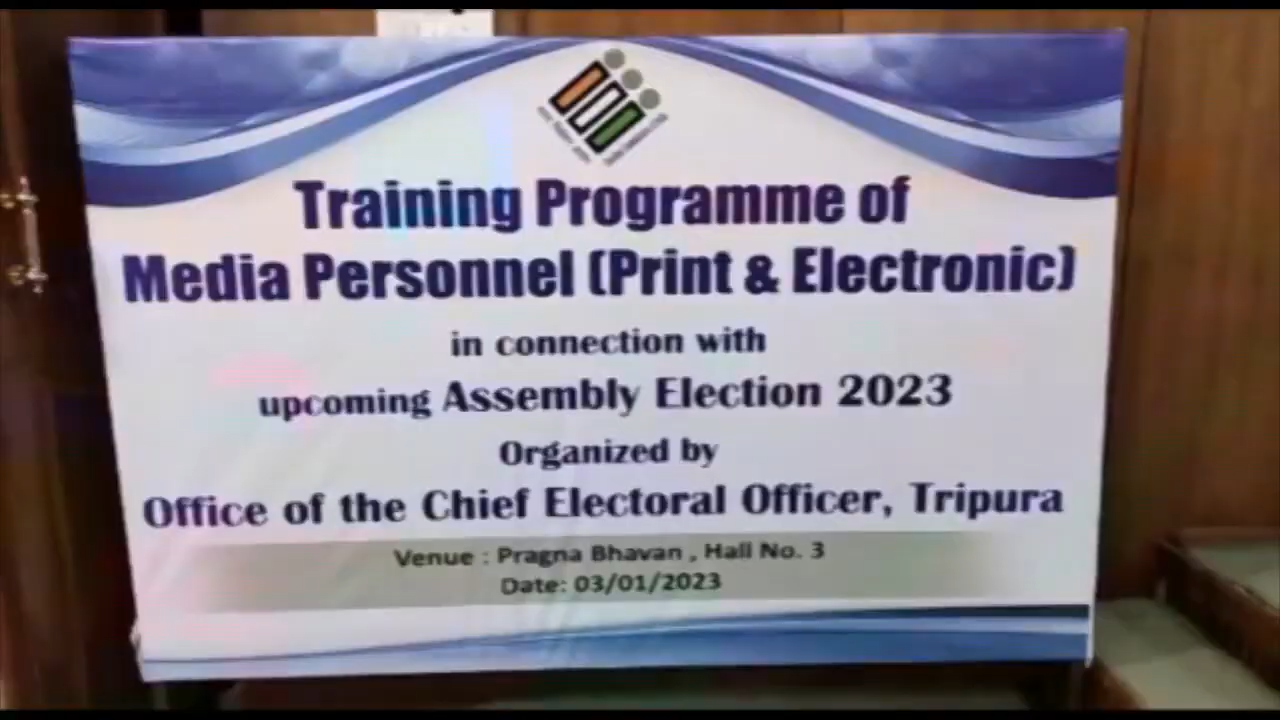 Training Programme of
Media Personnel (Print & Electronic)
in connection with
upcoming Assembly Election 2023
Organized by
Office of the Chief Electoral Officer, Tripura
Venue : Pragna Bhavan , Hall No. 3
Date: 03/01/2023